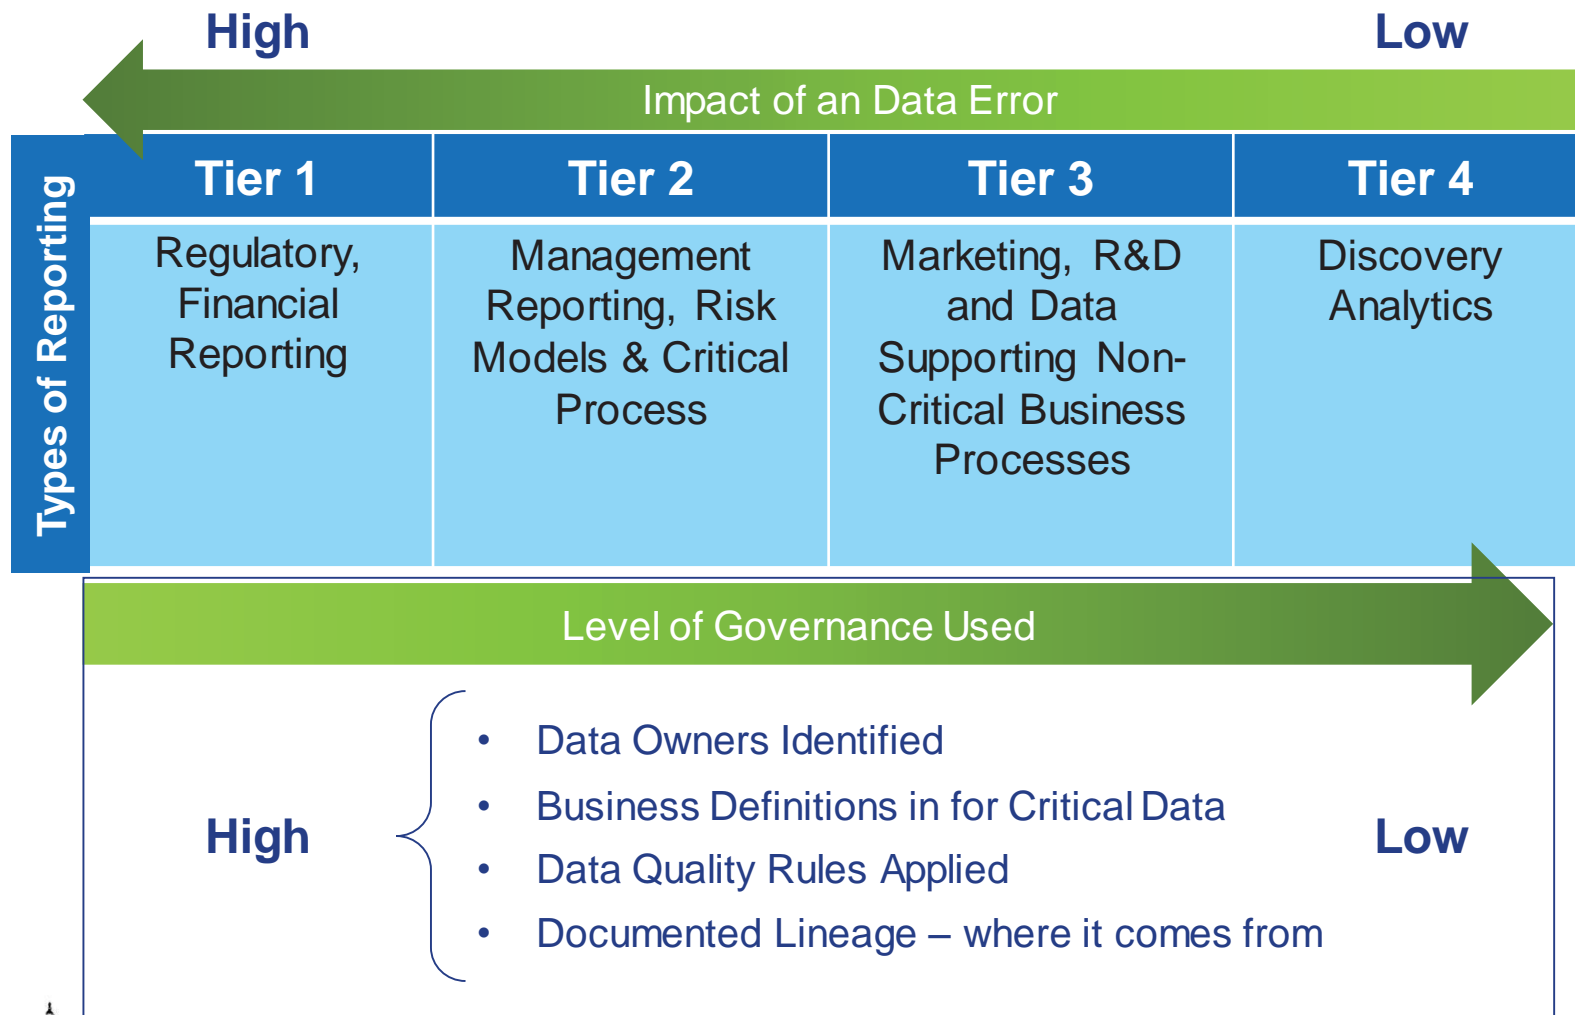 High
Low
Impact of an Data Error
Types of Reporting
Tier 1
Tier 2
Tier 3
Tier 4
Regulatory,
Financial
Reporting
Management
Reporting, Risk
Models & Critical
Process
Marketing, R&D
and Data
Supporting Non-
Critical Business
Processes
Discovery
Analytics
Level of Governance Used
High
• Data Owners Identified
• Business Definitions in for Critical Data
• Data Quality Rules Applied
• Documented Lineage – where it comes from
Low